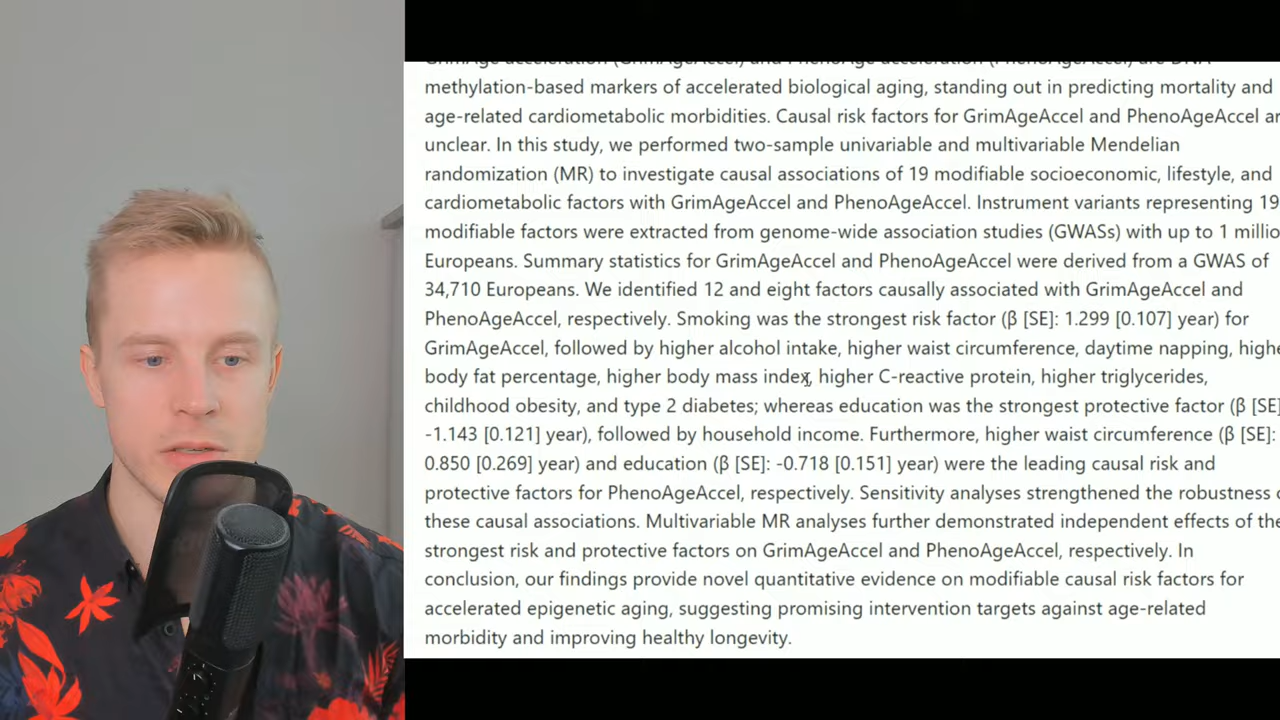 GrimAge acceleration (GrimAgeAccel) and PhenoAge acceleration (PhenoAgeAccel) are DNA
methylation-based markers of accelerated biological aging, standing out in predicting mortality and
age-related cardiometabolic morbidities. Causal risk factors for GrimAgeAccel and PhenoAgeAccel ar
unclear. In this study, we performed two-sample univariable and multivariable Mendelian
randomization (MR) to investigate causal associations of 19 modifiable socioeconomic, lifestyle, and
cardiometabolic factors with GrimAgeAccel and PhenoAgeAccel. Instrument variants representing 19
modifiable factors were extracted from genome-wide association studies (GWASs) with up to 1 millio
Europeans. Summary statistics for GrimAgeAccel and PhenoAgeAccel were derived from a GWAS of
34,710 Europeans. We identified 12 and eight factors causally associated with GrimAgeAccel and
PhenoAgeAccel, respectively. Smoking was the strongest risk factor (β [SE]: 1.299 [0.107] year) for
GrimAgeAccel, followed by higher alcohol intake, higher waist circumference, daytime napping, highe
body fat percentage, higher body mass index, higher C-reactive protein, higher triglycerides,
childhood obesity, and type 2 diabetes; whereas education was the strongest protective factor (β [SE]
-1.143 [0.121] year), followed by household income. Furthermore, higher waist circumference (β [SE]:
0.850 [0.269] year) and education (β [SE]: -0.718 [0.151] year) were the leading causal risk and
protective factors for PhenoAgeAccel, respectively. Sensitivity analyses strengthened the robustness
these causal associations. Multivariable MR analyses further demonstrated independent effects of the
strongest risk and protective factors on GrimAgeAccel and PhenoAgeAccel, respectively. In
conclusion, our findings provide novel quantitative evidence on modifiable causal risk factors for
accelerated epigenetic aging, suggesting promising intervention targets against age-related
morbidity and improving healthy longevity.